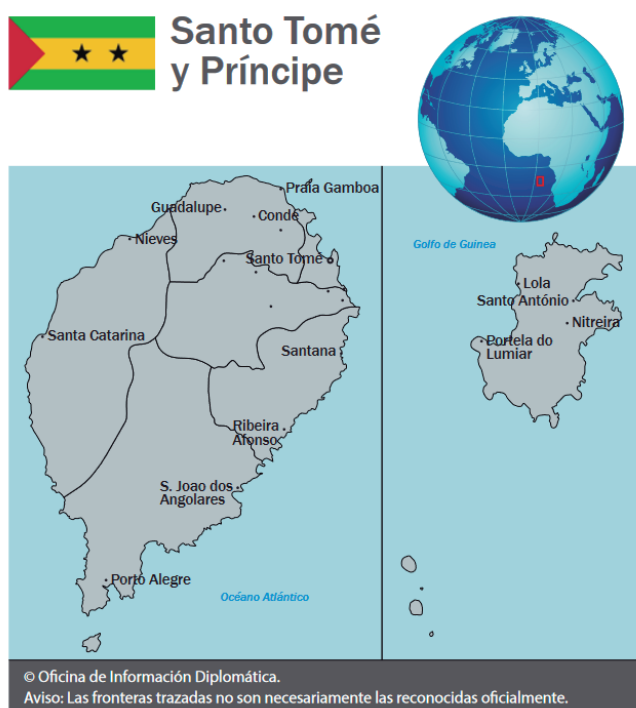 Santo Tomé
y Príncipe
Praia Gamboa
Guadalupe
Conde
Nieves
Santo Tomé
Golfo de Guinea
Lola
Santo António
Nitreira
Santa Catarina
Portela do
Lumiar
Santana
Ribeira
Afonso
S. Joao dos
Angolares
Porto Alegre
Océano Atlántico
© Oficina de Información Diplomática.
Aviso: Las fronteras trazadas no son necesariamente las reconocidas oficialmente.